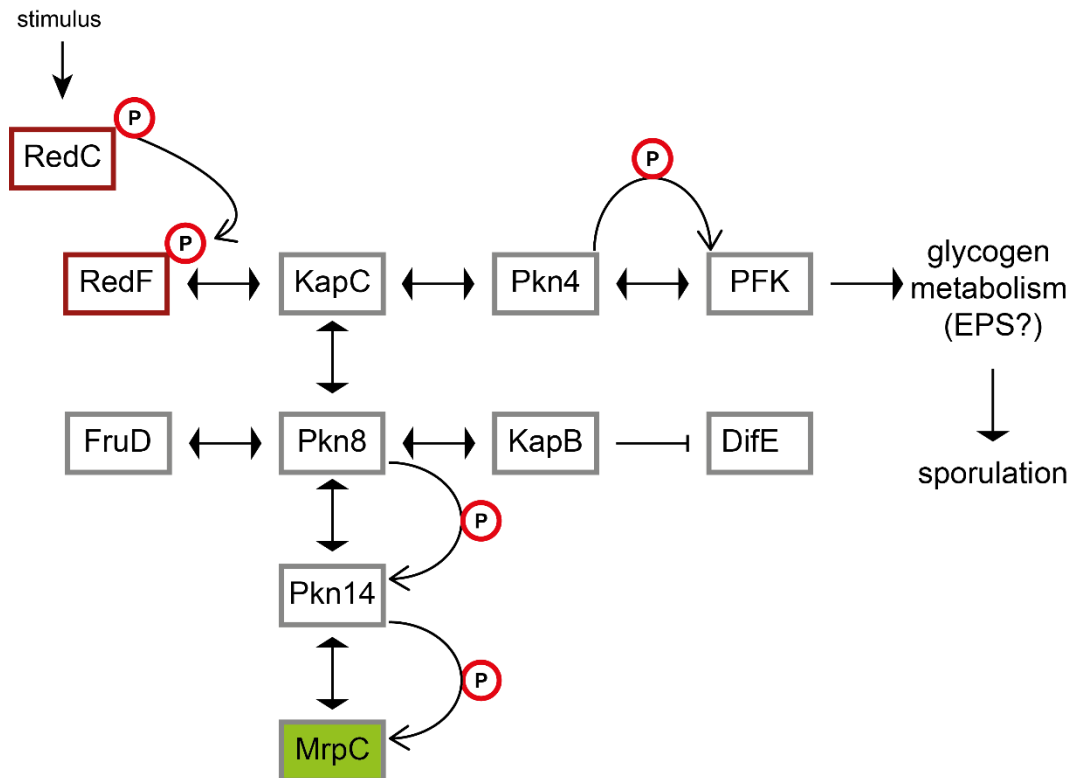 stimulus
P
RedC
P
P
RedF
KapC
Pkn4
PFK
glycogen
metabolism
(EPS?)
FruD
Pkn8
KapB
DifE
sporulation
P
Pkn14
P
MrpC